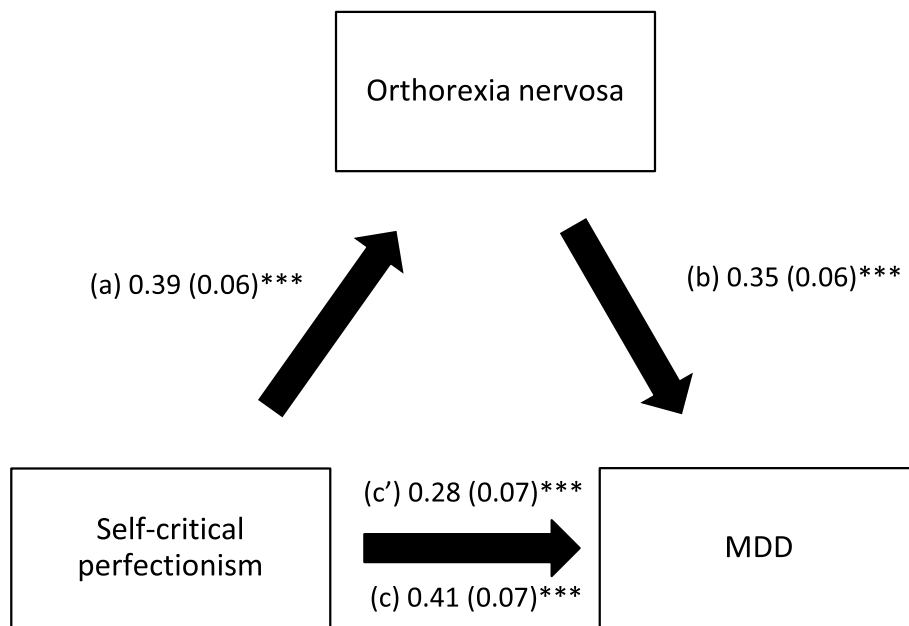 Orthorexia nervosa
(a) 0.39 (0.06)***
(b) 0.35 (0.06)***
(c’) 0.28 (0.07)***
Self-critical
perfectionism
MDD
(c) 0.41 (0.07)***